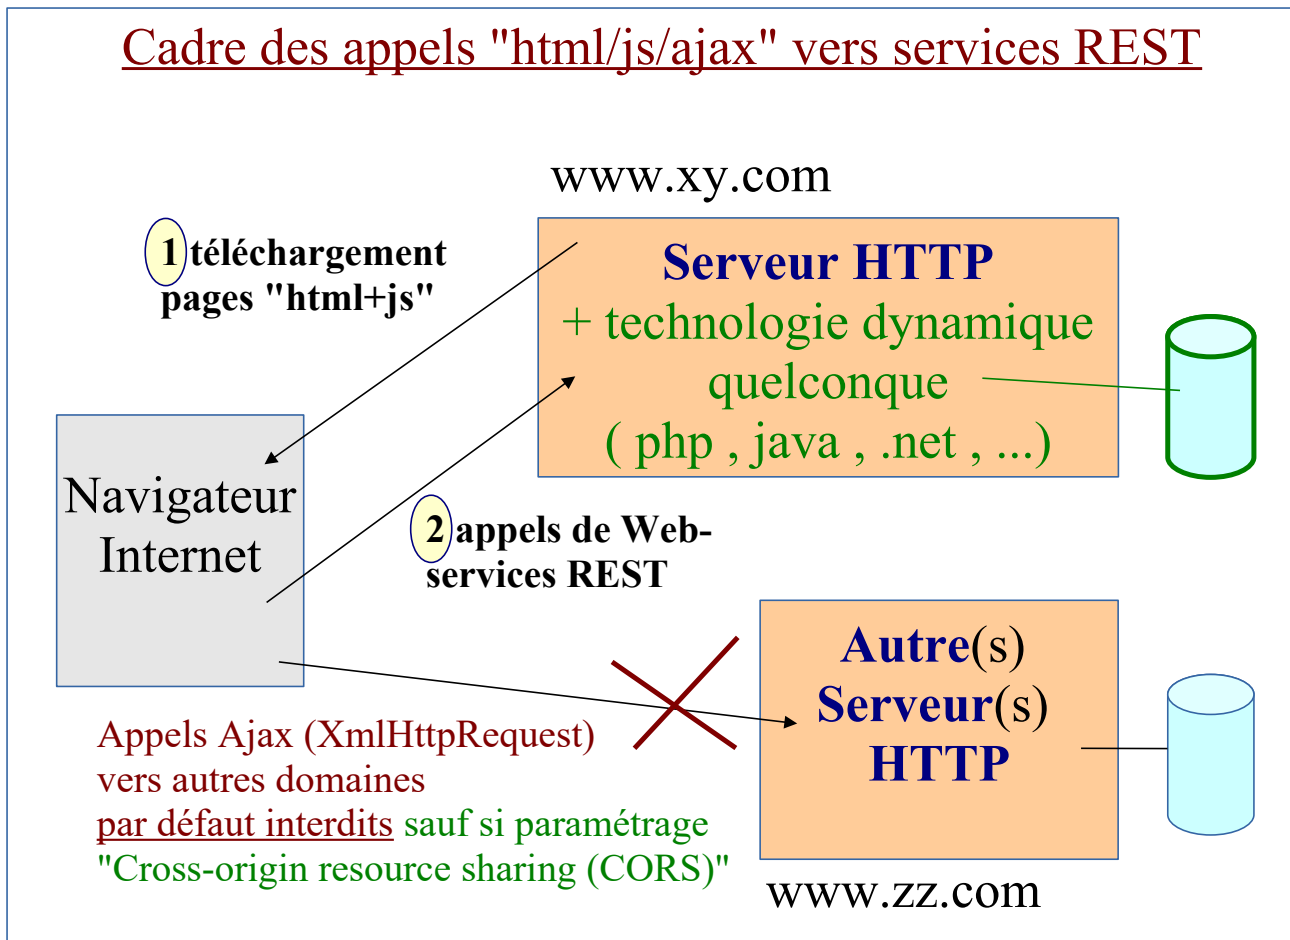 Cadre des appels "html/js/ajax" vers services REST
www.xy.com
1 téléchargement
pages "html+js"
Serveur HTTP
+ technologie dynamique
quelconque
( php , java , .net , ...)
Navigateur
Internet
2 appels de Web-
services REST
Autre(s)
Serveur(s)
HTTP
Appels Ajax (XmlHttpRequest)
vers autres domaines
par défaut interdits sauf si paramétrage
"Cross-origin resource sharing (CORS)"
www.zz.com